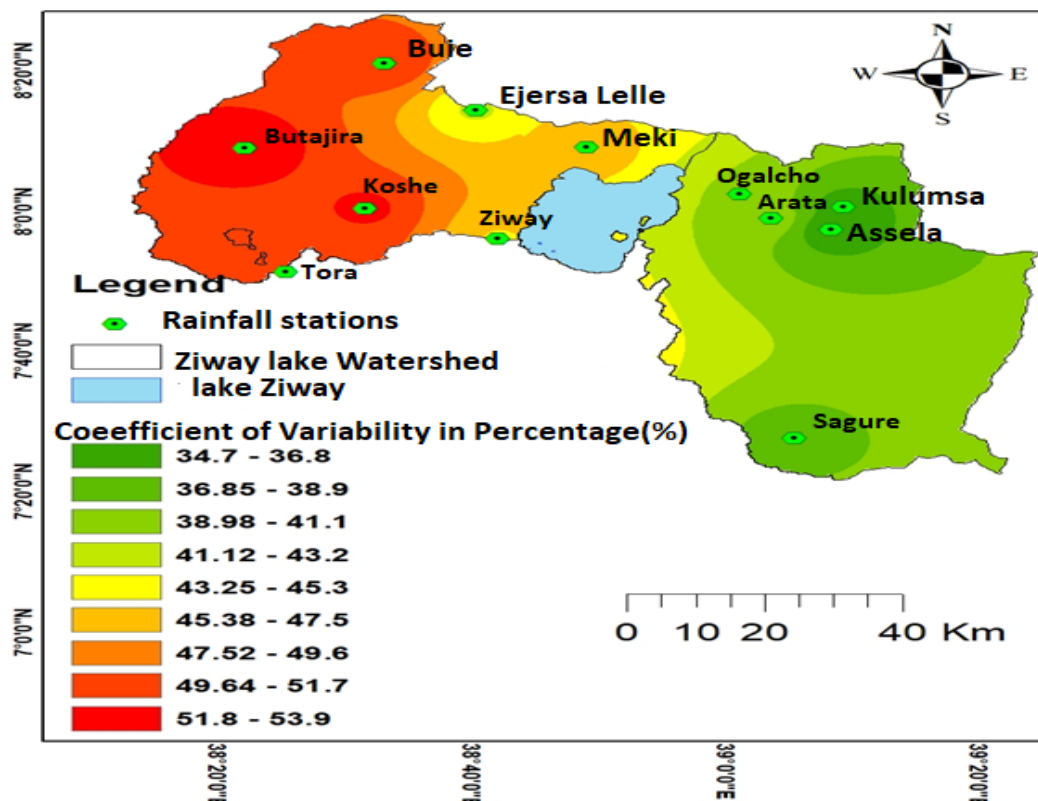 Buie
Ejersa Lelle
Butajira
Meki
Koshe
Ogalcho
Kulumsa
Arata
Ziway
Assela
Tora
Sagure
N
W
E
S
Legend
Rainfall stations
Ziway lake Watershed
lake Ziway
Coeefficient of Variability in Percentage(%)
34.7 - 36.8
36.85 - 38.9
38.98 - 41.1
41.12 - 43.2
43.25 - 45.3
45.38 - 47.5
47.52 - 49.6
49.64 - 51.7
51.8 - 53.9
0 10 20 40 Km
8°20'0"N
8°0'0"N
7°40'0"N
7°20'0"N
7°0'0"N
38°20'0"E
38°40'0"E
39°0'0"E
39°20'0"E